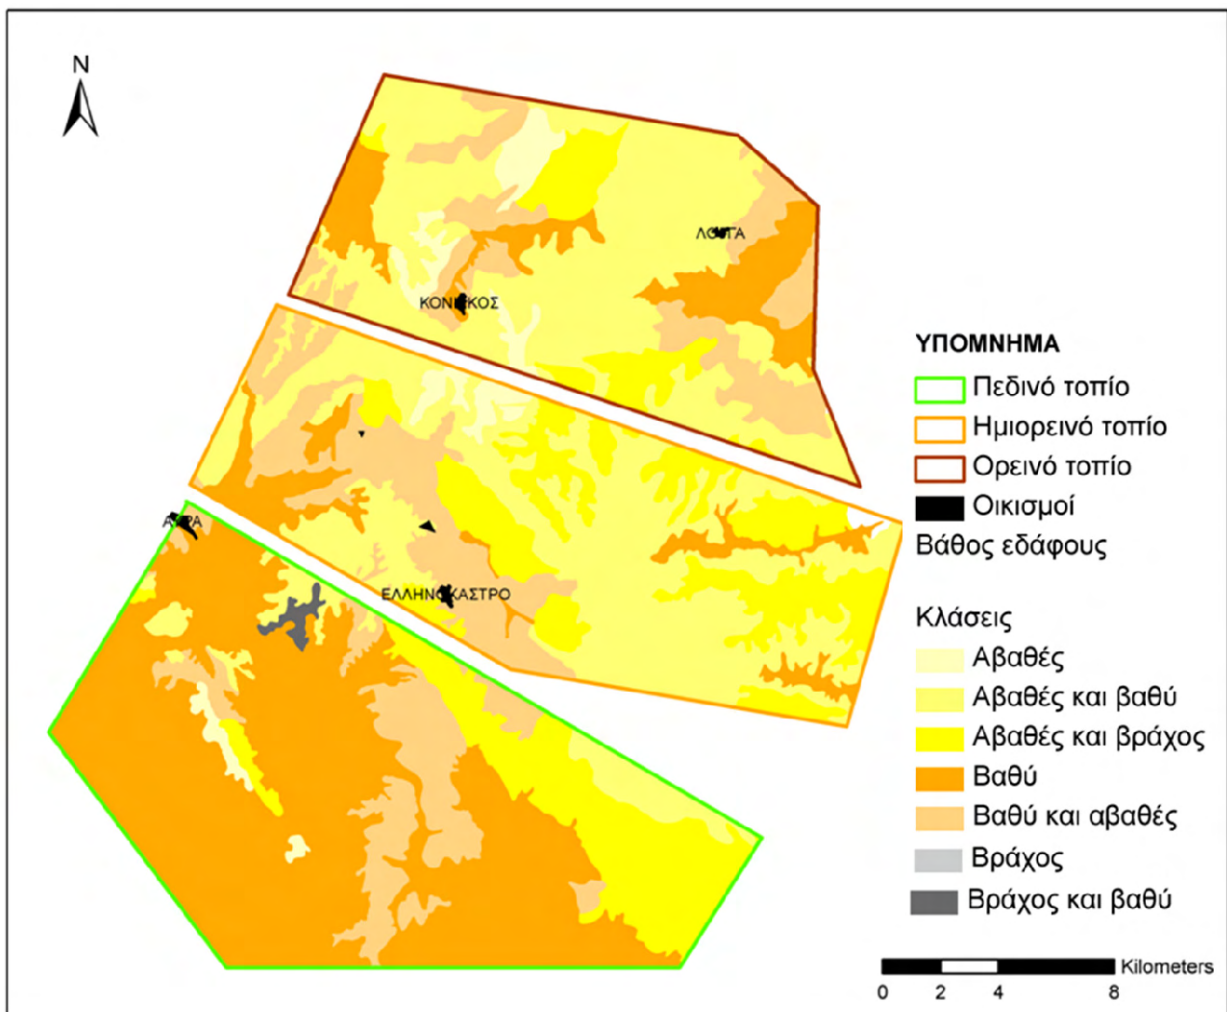 N
ΕΛΛΗΝΟΚΑΣΤΡΟ
ΥΠΟΜΝΗΜΑ
Πεδινό τοπίο
Ημιορεινό τοπίο
Ορεινό τοπίο
Οικισμοί
Βάθος εδάφους
Κλάσεις
Αβαθές
Αβαθές και βαθύ
Αβαθές και βράχος
Βαθύ
Βαθύ και αβαθές
Βράχος
Βράχος και βαθύ
Kilometers
0 2 4 8